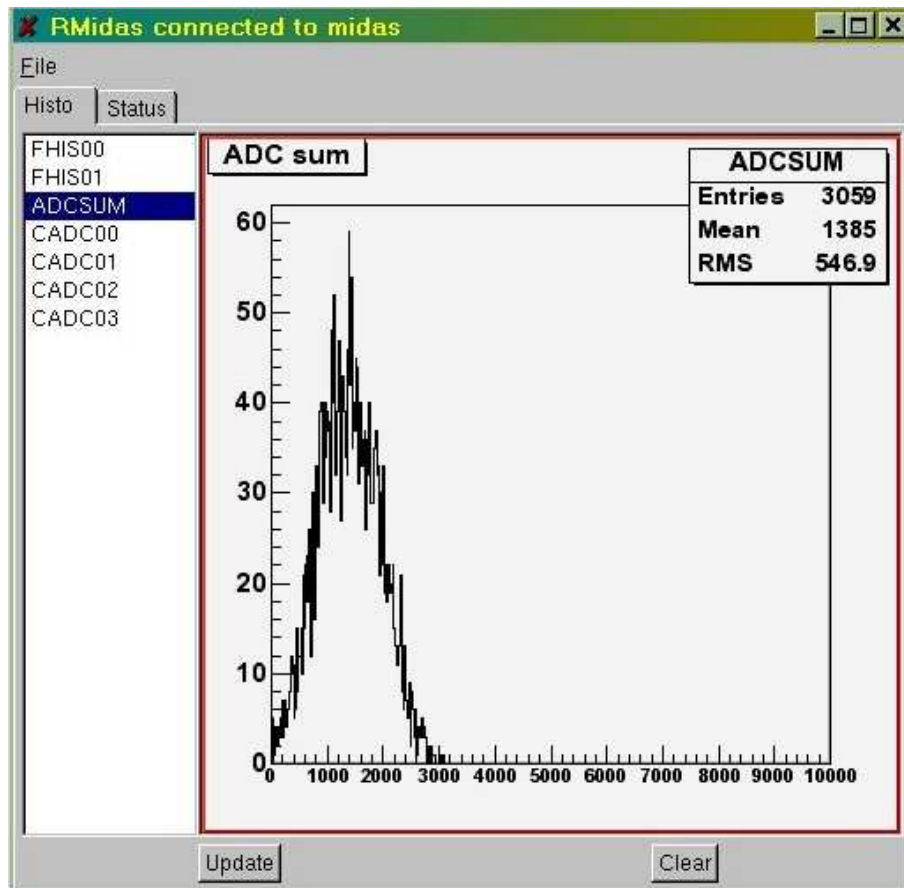 RMidas connected to midas
File
Histo Status
FHIS00
FHIS01
ADCSUM
CADC00
CADC01
CADC02
CADC03
ADC sum
ADCSUM
Entries 3059
Mean 1385
RMS 546.9
60
50
40
30
20
10
0
0 1000 2000 3000 4000 5000 6000 7000 8000 9000 10000
Update Clear